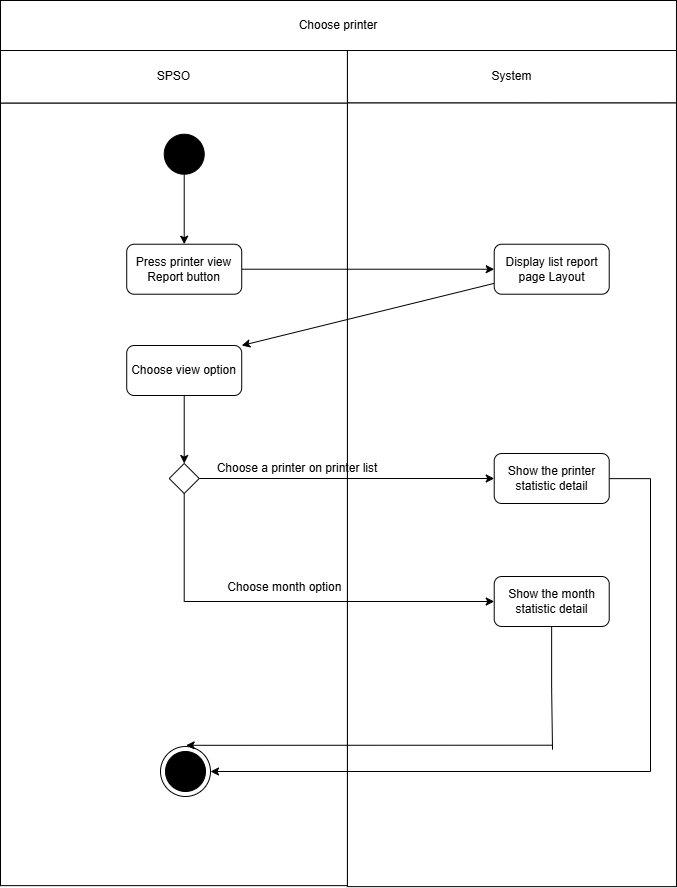 Choose printer
SPSO
System
Press printer view
Report button
Display list report
page Layout
Choose view option
Choose a printer on printer list
Show the printer
statistic detail
Choose month option
Show the month
statistic detail